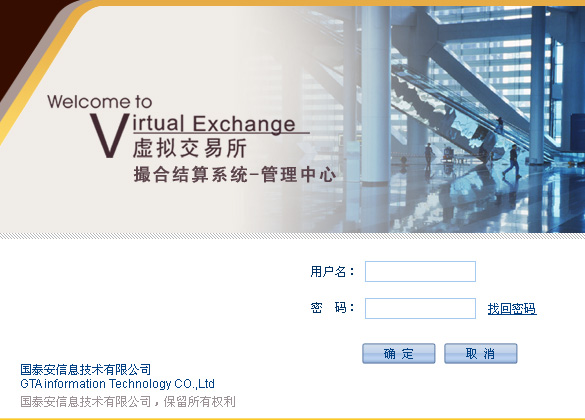 Welcome to
Virtual Exchange
虚拟交易所
撮合结算系统-管理中心
用户名：
密 码：
找回密码
确 定
取 消
国泰安信息技术有限公司
GTA information Technology CO.,Ltd
国泰安信息技术有限公司，保留所有权利